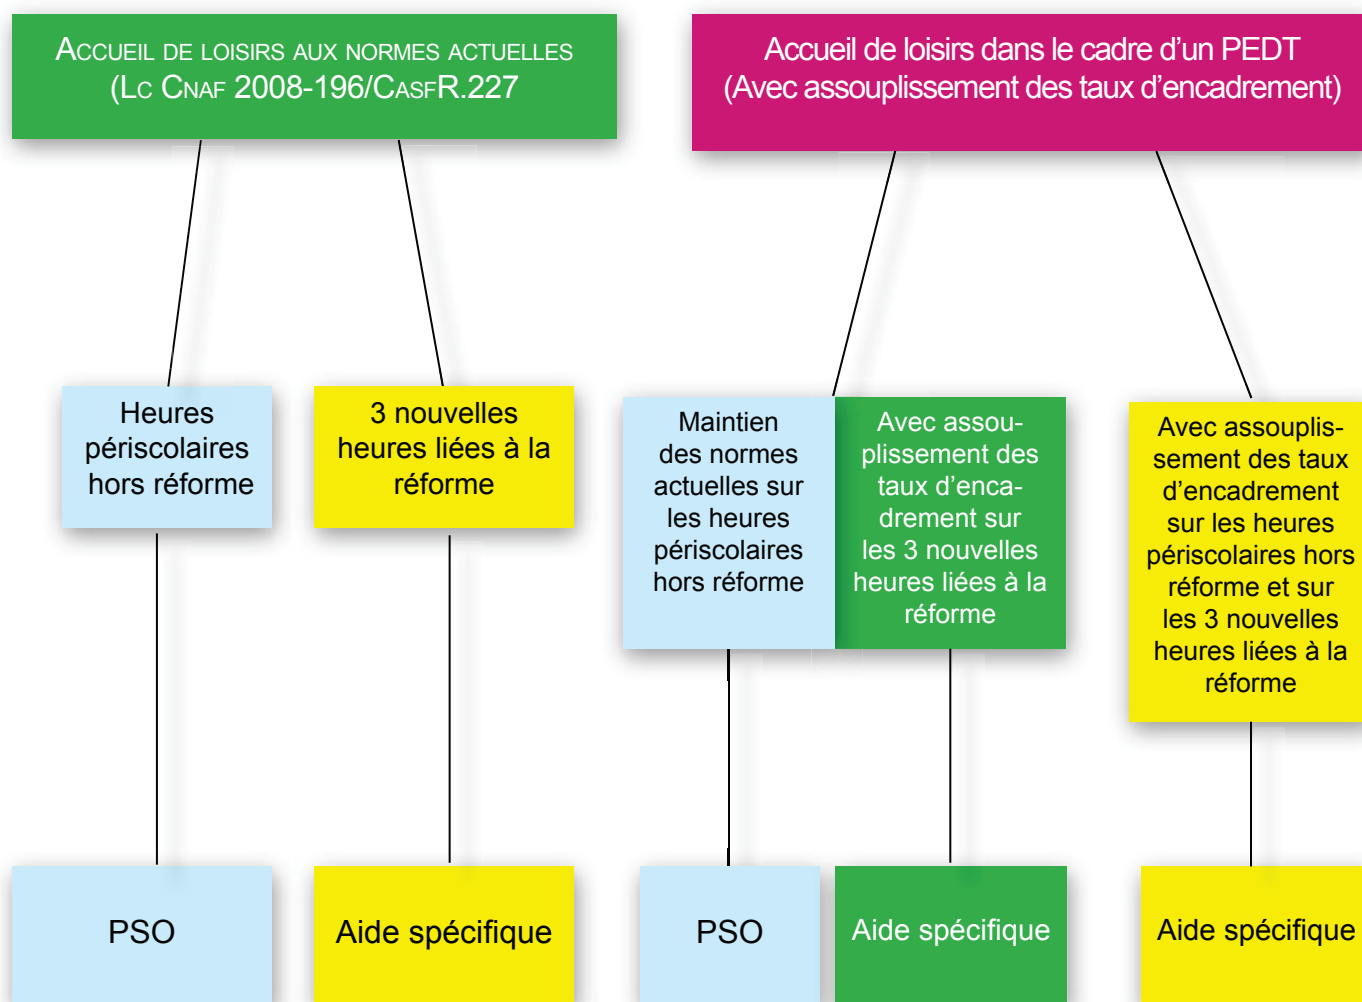 ACCUEIL DE LOISIRS AUX NORMES ACTUELLES
(LC CNAF 2008-196/CASFR.227
Accueil de loisirs dans le cadre d'un PEDT
(Avec assouplissement des taux d'encadrement)
Heures
périscolaires
hors réforme
3 nouvelles
heures liées à la
réforme
Maintien
des normes
actuelles sur
les heures
périscolaires
hors réforme
Avec assou-
plissement des
taux d'enca-
drement sur
les 3 nouvelles
heures liées à la
réforme
Avec assouplis-
sement des taux
d'encadrement
sur les heures
périscolaires hors
réforme et sur
les 3 nouvelles
heures liées à la
réforme
PSO
Aide spécifique
PSO
Aide spécifique
Aide spécifique